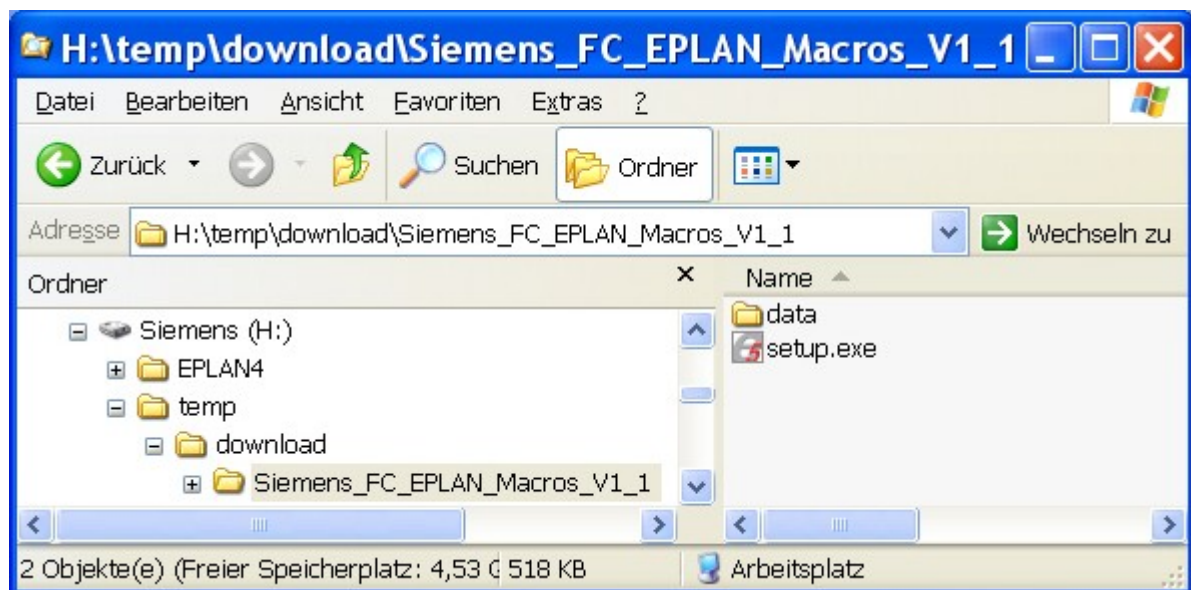 H:\temp\download\Siemens_FC_EPLAN_Macros_V1_1
Datei Bearbeiten Ansicht Favoriten Extras ?
Zurück Suchen Ordner
Adresse H:\temp\download\Siemens_FC_EPLAN_Macros_V1_1 Wechseln zu
Ordner x Name
Siemens (H:)
EPLAN4
temp
download
Siemens_FC_EPLAN_Macros_V1_1
data
setup.exe
2 Objekte(e) (Freier Speicherplatz: 4,53 G 518 KB Arbeitsplatz